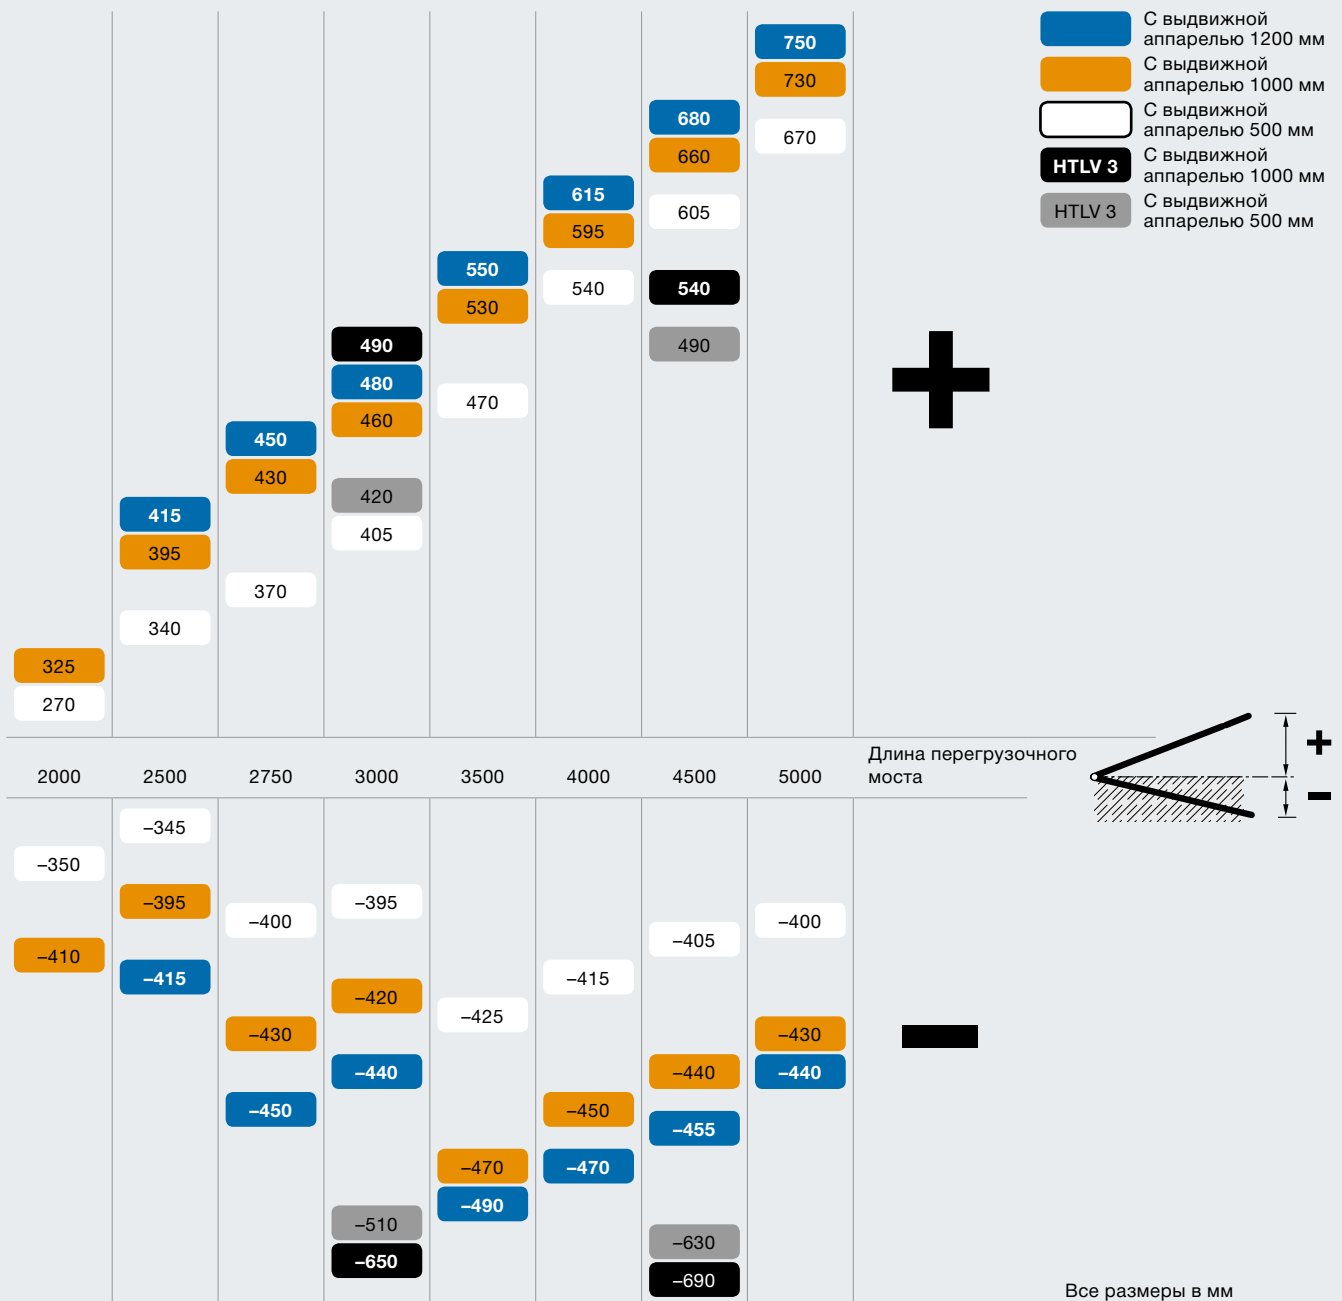 С выдвижной
аппарелью 1200 мм
С выдвижной
аппарелью 1000 мм
С выдвижной
аппарелью 500 мм
HTLV 3
С выдвижной
аппарелью 1000 мм
HTLV 3
С выдвижной
аппарелью 500 мм
750
730
680
670
660
615
605
595
550
540
540
530
490
490
480
470
460
450
430
420
415
405
395
370
340
325
270
Длина перегрузочного
моста
2000 2500 2750 3000 3500 4000 4500 5000
+
−
–345
–350
–395 –395
–400 –400
–405
–410
–415 –415
–420
–425
–430 –430
–440 –440 –440
–450 –450
–455
–470 –470
–490
–510
–630
–650
–690
Все размеры в мм